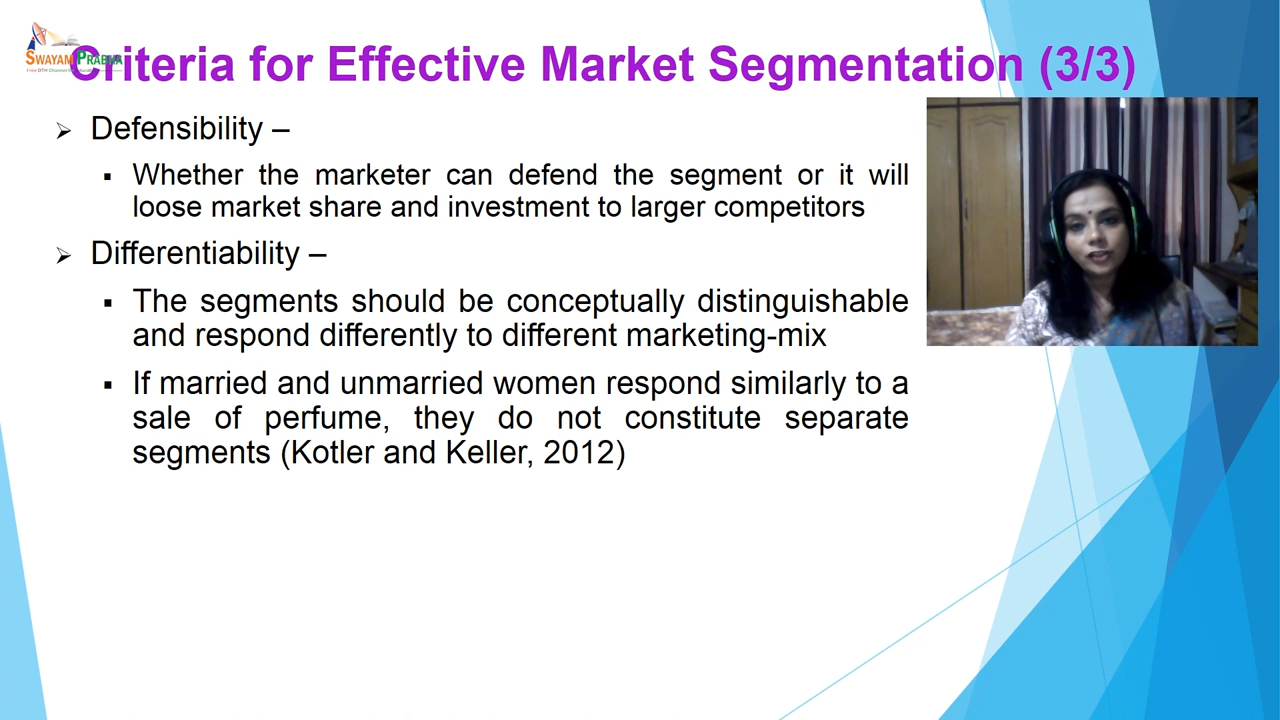 SWAYAM PRABHA
Criteria for Effective Market Segmentation (3/3)
➢ Defensibility –
▪ Whether the marketer can defend the segment or it will
loose market share and investment to larger competitors
➢ Differentiability –
▪ The segments should be conceptually distinguishable
and respond differently to different marketing-mix
▪ If married and unmarried women respond similarly to a
sale of perfume, they do not constitute separate
segments (Kotler and Keller, 2012)